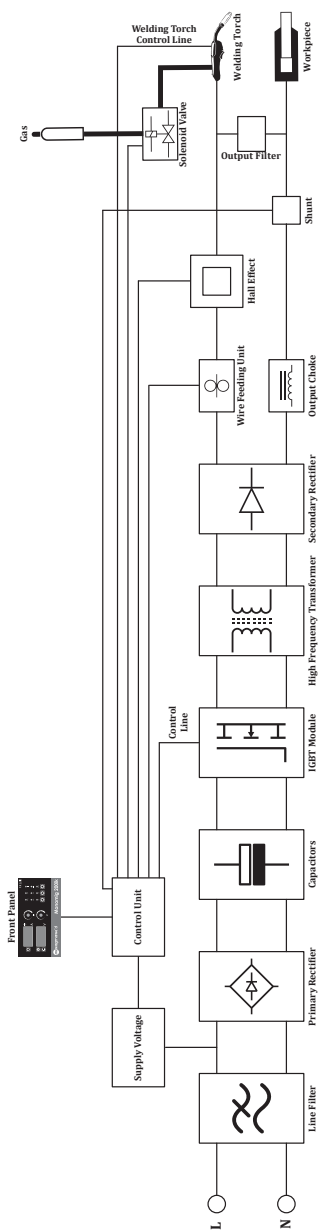 Front Panel
Gas
Welding Torch
Control Line
Solenoid Valve
Welding Torch
Workpiece
Output Filter
Shunt
Hall Effect
Wire Feeding Unit
Output Choke
Secondary Rectifier
High Frequency Transformer
Control
Line
IGBT Module
Capacitors
Control Unit
Supply Voltage
Primary Rectifier
Line Filter
L
N